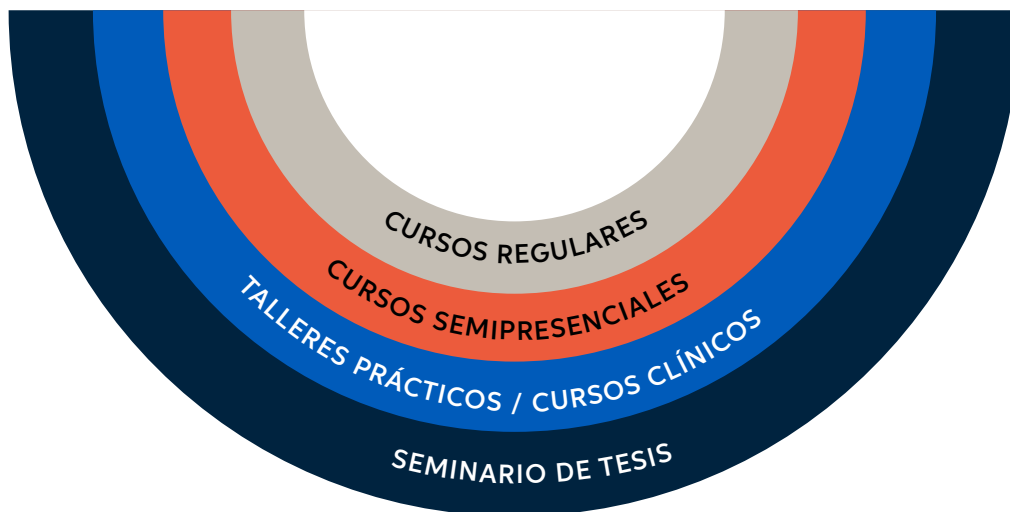 CURSOS REGULARES
CURSOS SEMIPRESENCIALES
TALLERES PRÁCTICOS / CURSOS CLÍNICOS
SEMINARIO DE TESIS